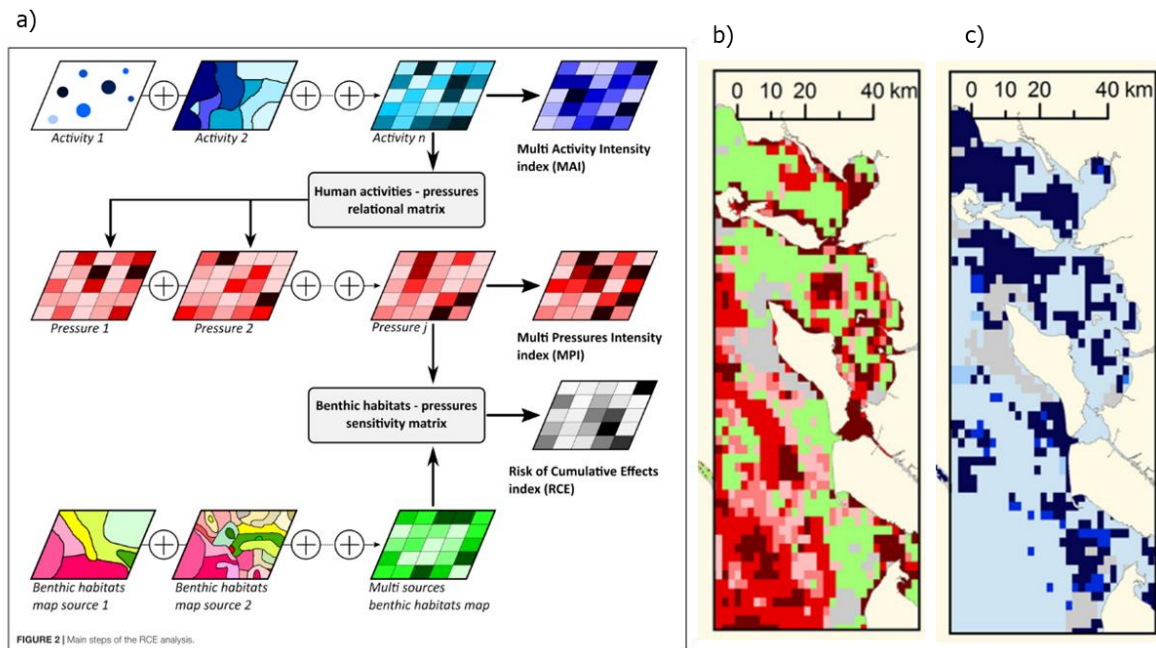 a)
b)
c)
Activity 1
Activity 2
Activity n
Multi Activity Intensity
index (MAI)
Human activities - pressures
relational matrix
Pressure 1
Pressure 2
Pressure j
Multi Pressures Intensity
index (MPI)
Benthic habitats - pressures
sensitivity matrix
Risk of Cumulative Effects
index (RCE)
Benthic habitats
map source 1
Benthic habitats
map source 2
Multi sources
benthic habitats map
FIGURE 2 | Main steps of the RCE analysis.
0 10 20 40 km
0 10 20 40 km